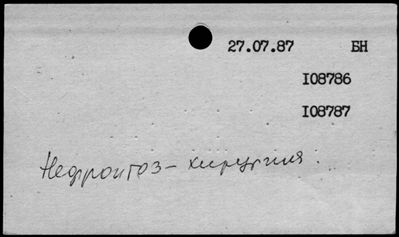 27.07.87 БН
I08786
I08787
Нефроптоз – хирургия.